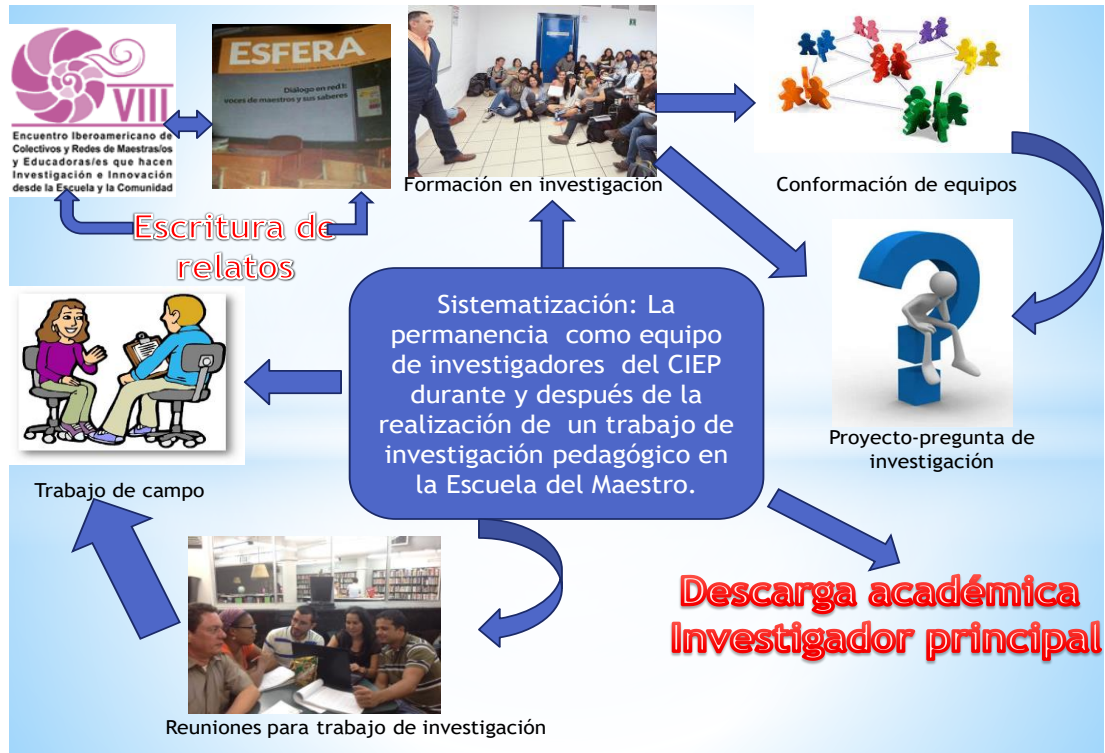 VIII
Encuentro Iberoamericano de
Colectivos y Redes de Maestras/os
y Educadoras/es que hacen
Investigación e Innovación
desde la Escuela y la Comunidad
ESFERA
Diálogo en red I:
voces de maestros y sus saberes
Formación en investigación
Conformación de equipos
Escritura de
relatos
Sistematización: La
permanencia como equipo
de investigadores del CIEP
durante y después de la
realización de un trabajo de
investigación pedagógico en
la Escuela del Maestro.
Proyecto-pregunta de
investigación
Trabajo de campo
Descarga académica
Investigador principal
Reuniones para trabajo de investigación